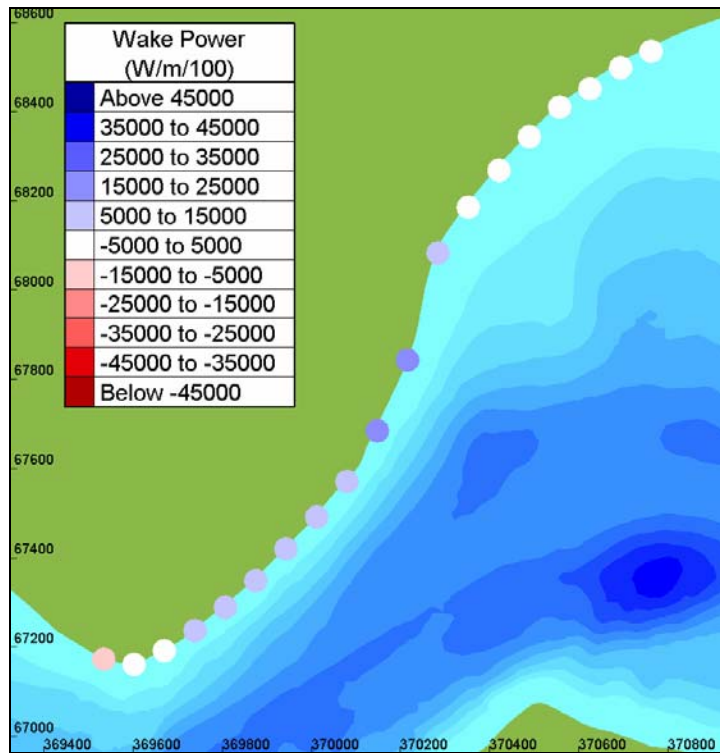 68600
Wake Power
(W/m/100)
Above 45000
35000 to 45000
25000 to 35000
15000 to 25000
5000 to 15000
-5000 to 5000
-15000 to -5000
-25000 to -15000
-35000 to -25000
-45000 to -35000
Below -45000
68400
68200
68000
67800
67600
67400
67200
67000
369400 369600 369800 370000 370200 370400 370600 370800